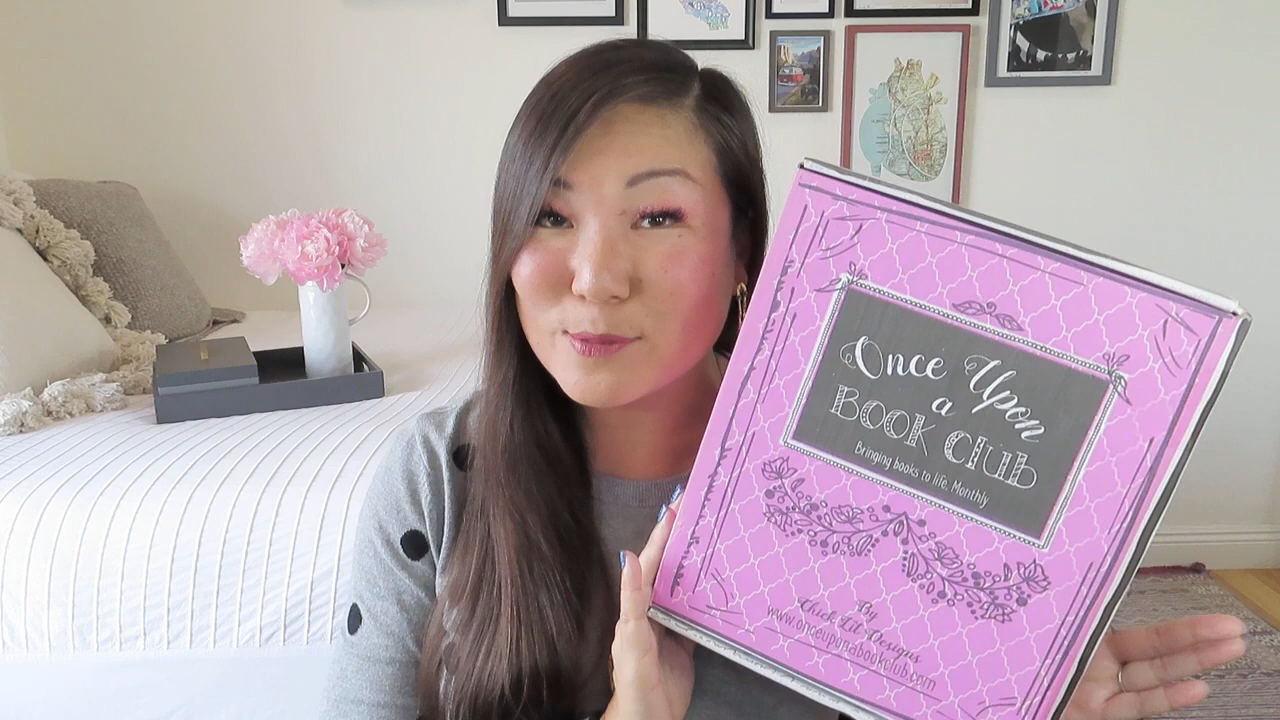 Once Upon
a
BOOK CLUB
Bringing books to life. Monthly
By
Chick Lit Designs
www.onceuponabookclub.com